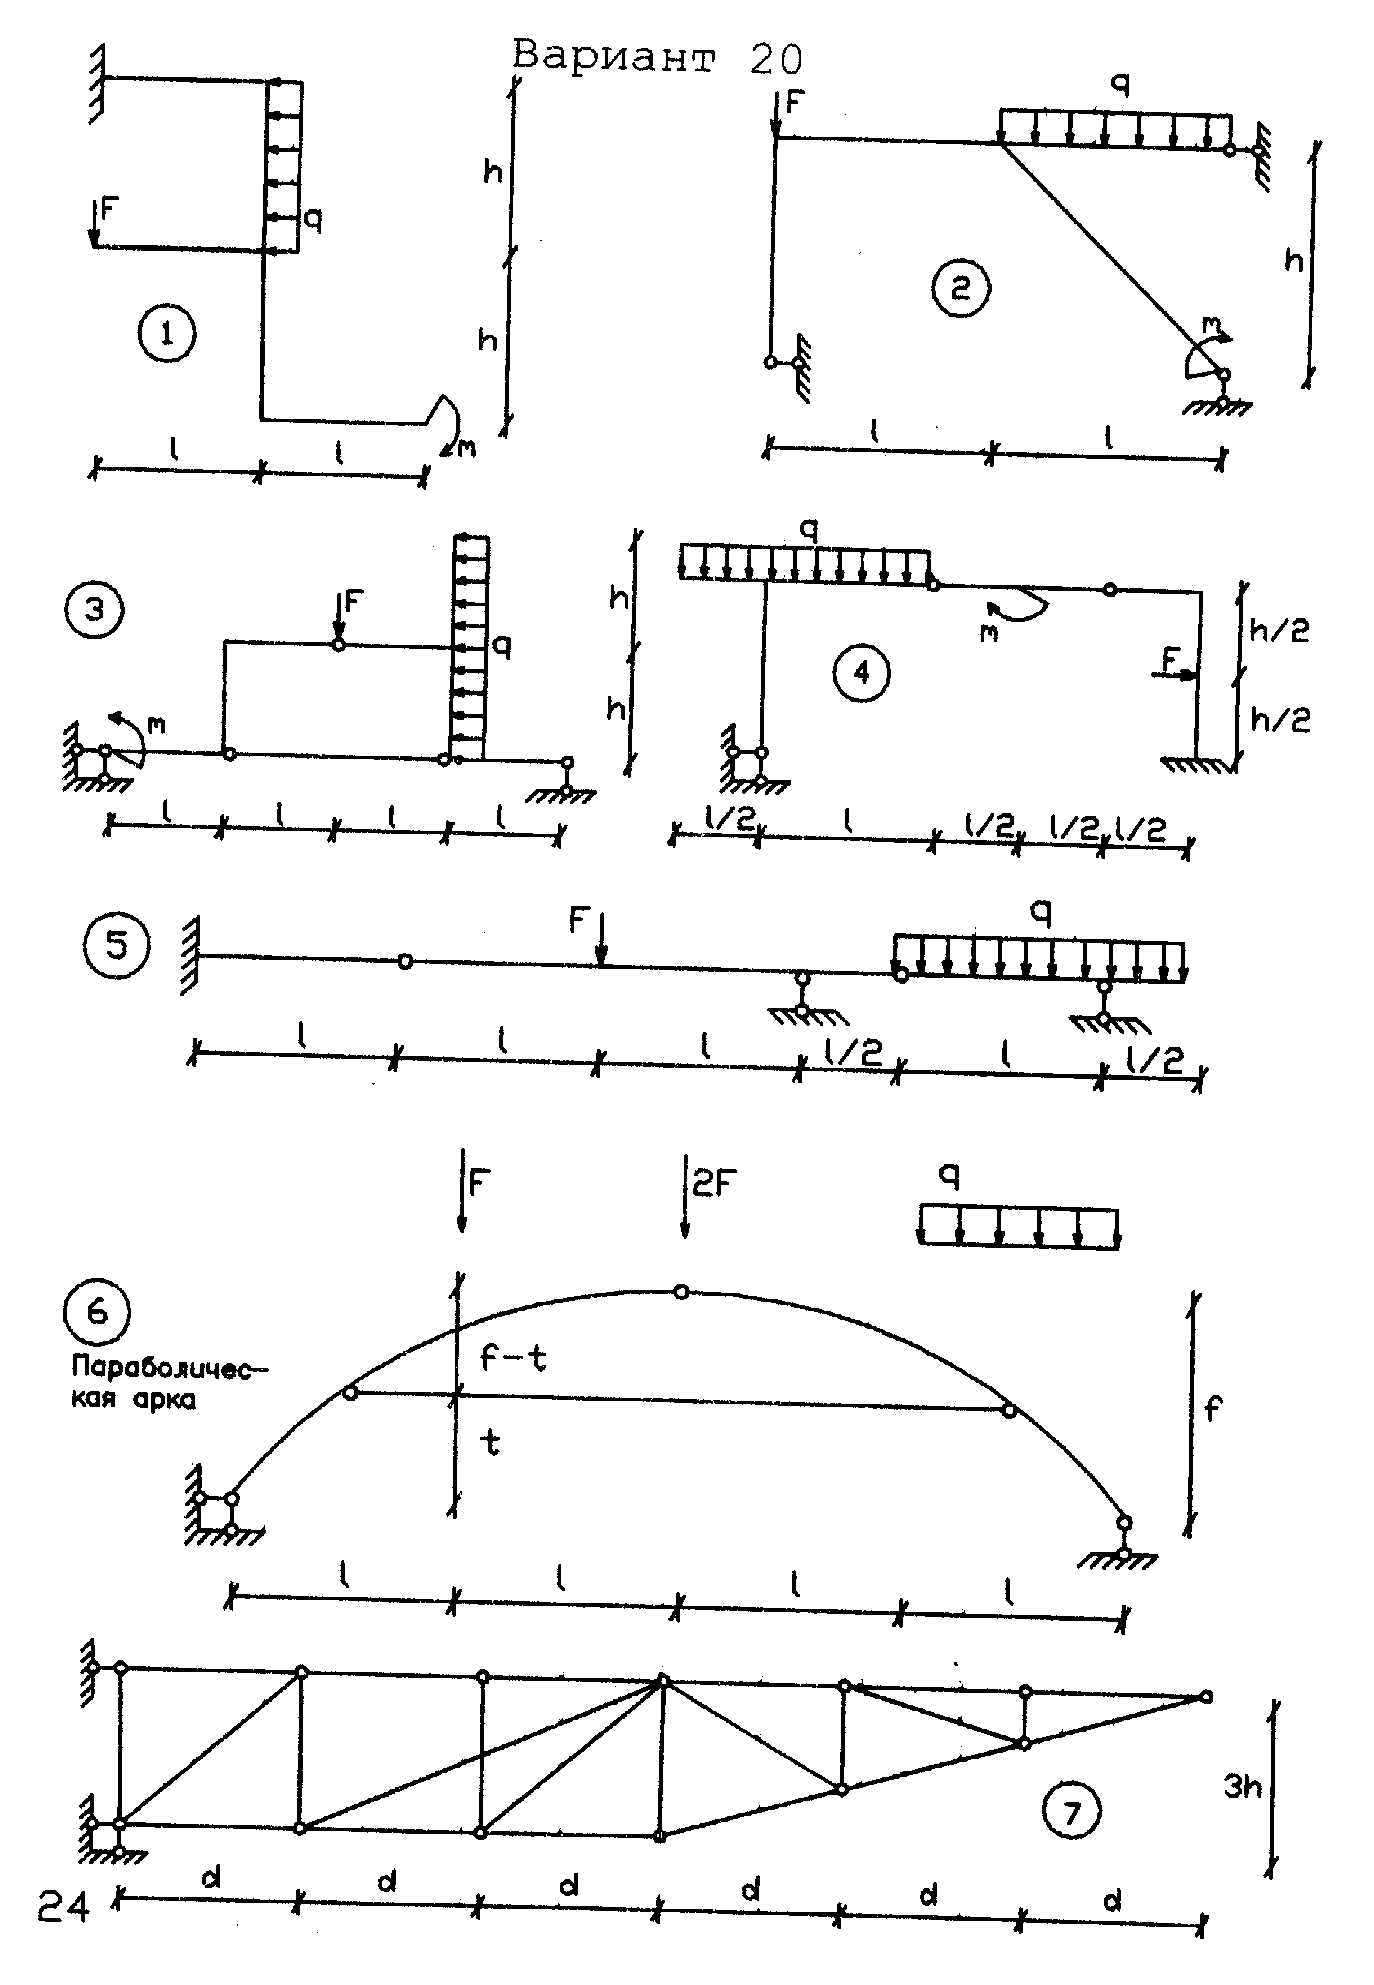 Вариант 20
F
q
h
h
1
m
l
l
F
q
h
2
m
l
l
3
F
q
h
h
m
l
l
l
l
q
m
4
F
h/2
h/2
l/2
l
l/2
l/2
l/2
5
F
q
l
l
l
l/2
l
l/2
F
2F
q
6
Параболичес-
кая арка
f-t
t
f
l
l
l
l
3h
7
d
d
d
d
d
d
24